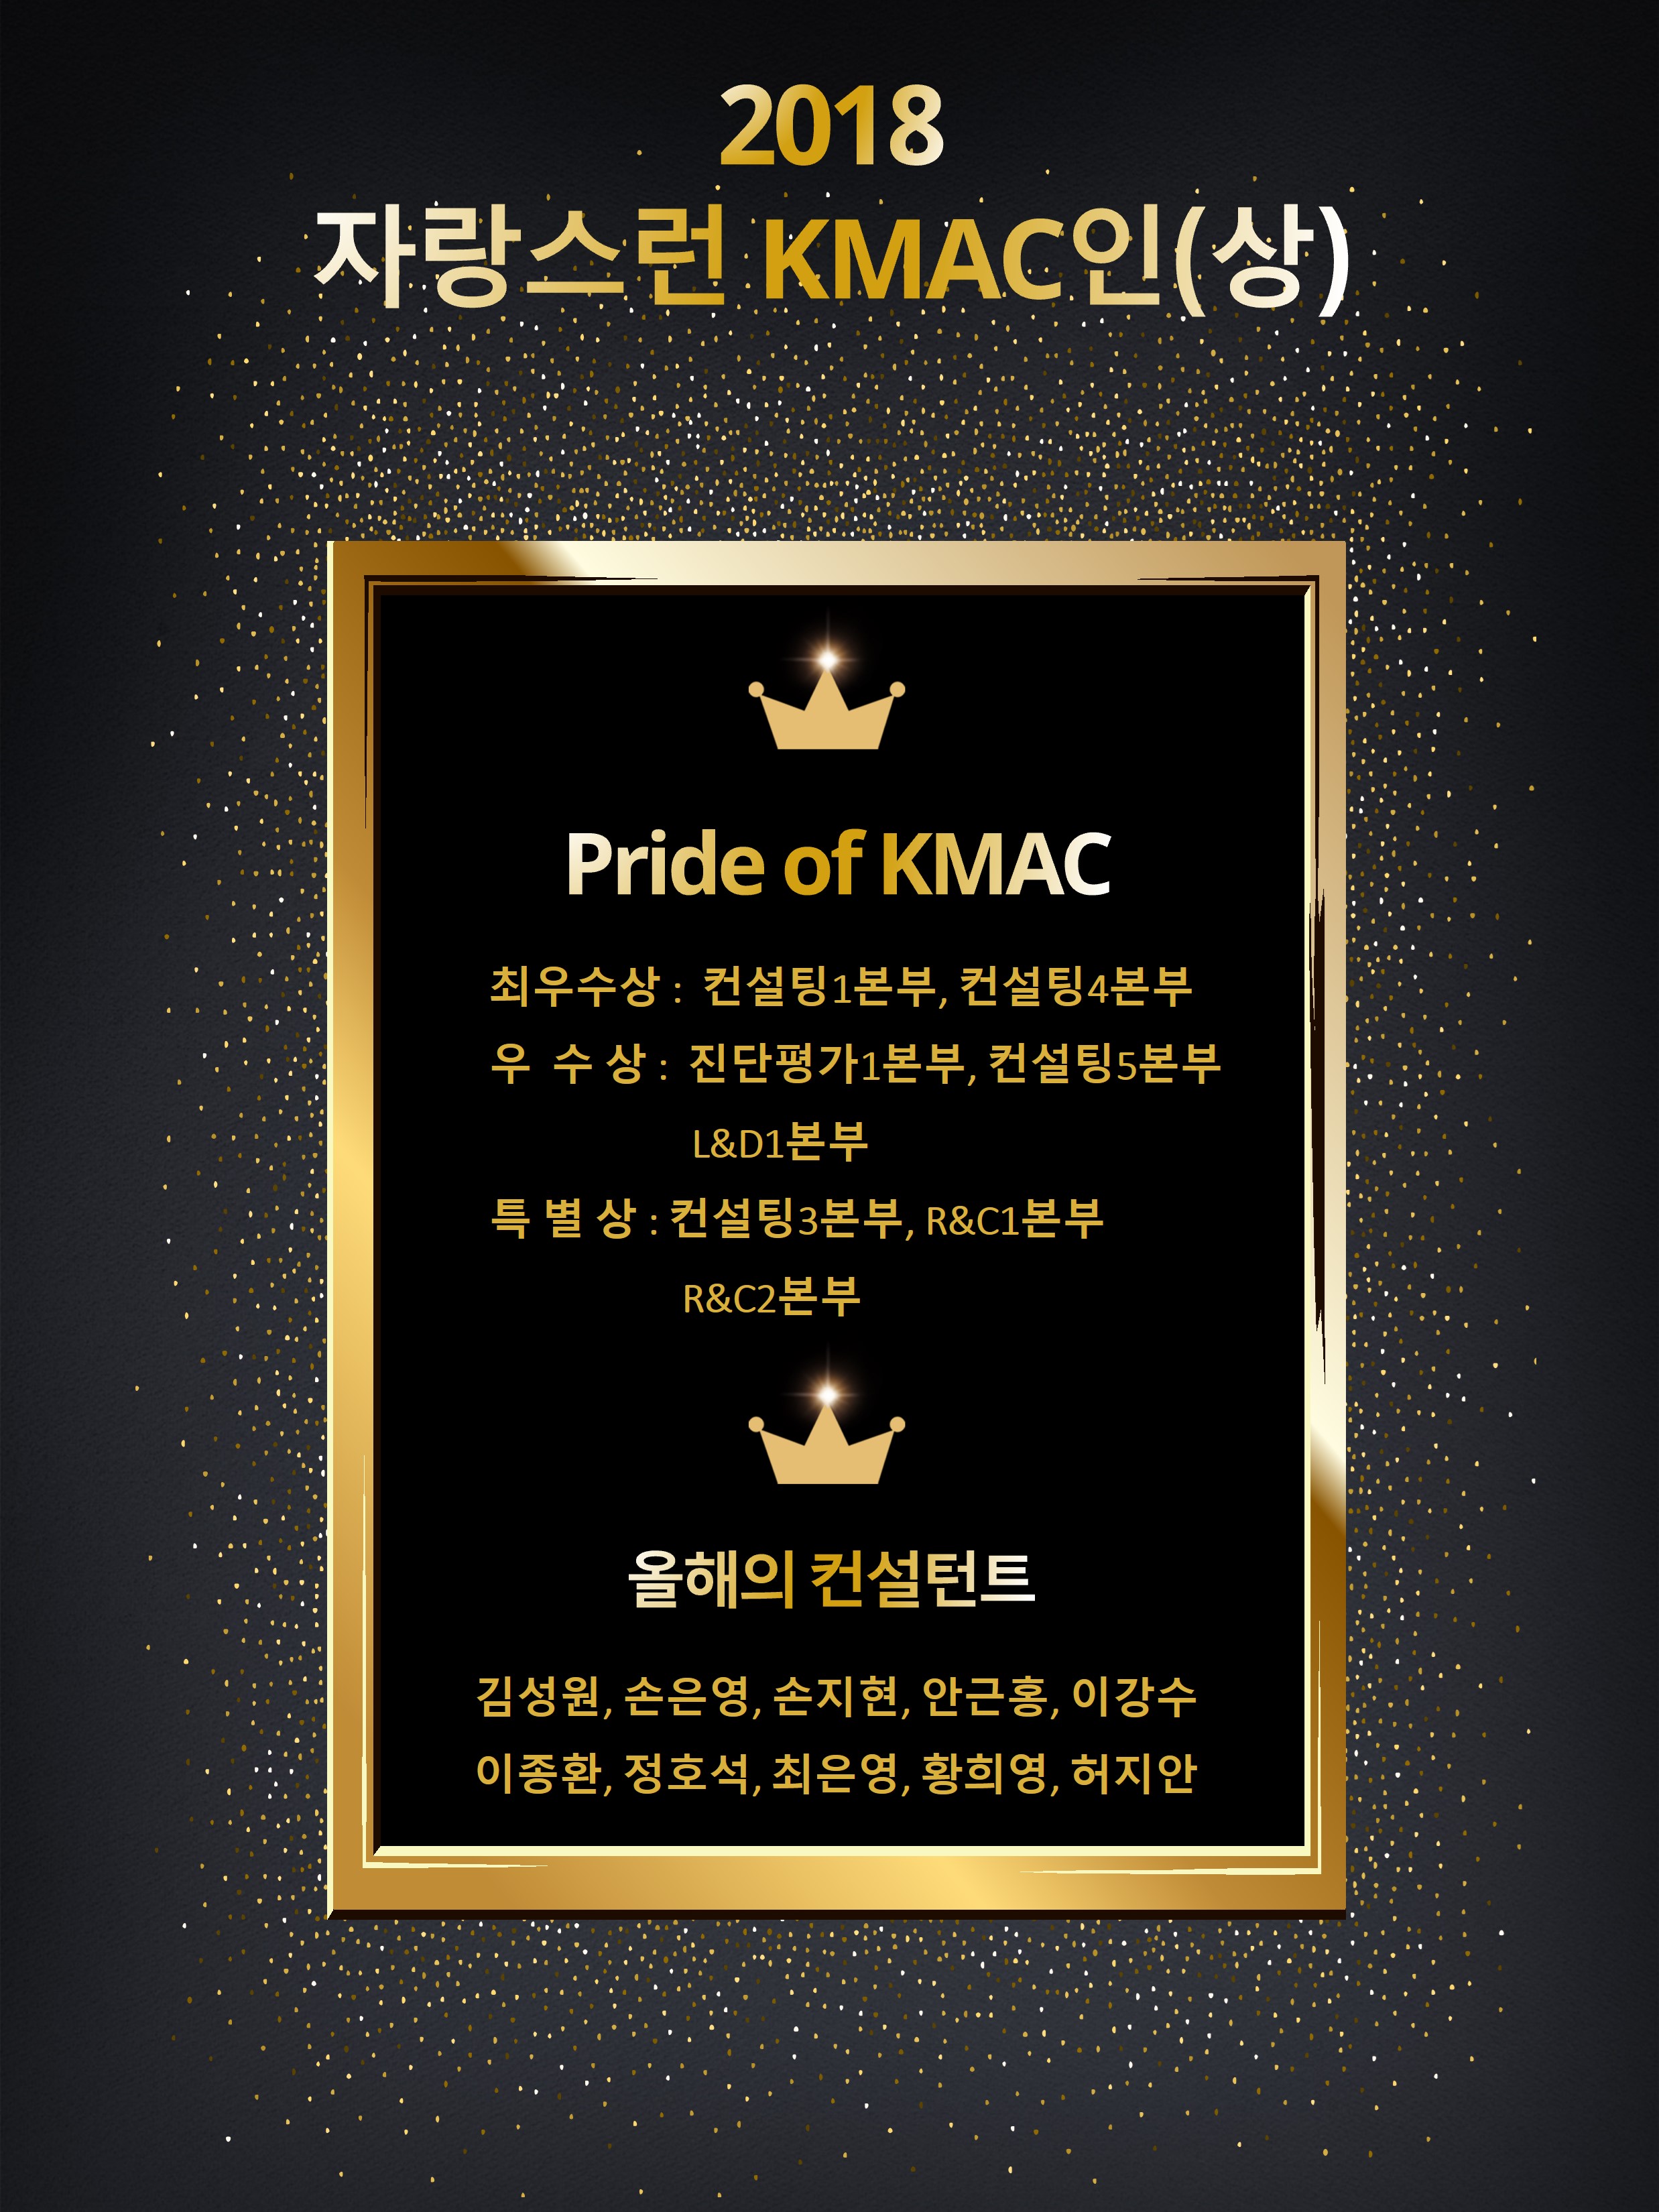 2018
자랑스런 KMAC인(상)
Pride of KMAC
최우수상 : 컨설팅1본부, 컨설팅4본부
우 수 상 : 진단평가1본부, 컨설팅5본부
L&D1본부
특 별 상 : 컨설팅3본부, R&C1본부
R&C2본부
올해의 컨설턴트
김성원, 손은영, 손지현, 안근홍, 이강수
이종환, 정호석, 최은영, 황희영, 허지안